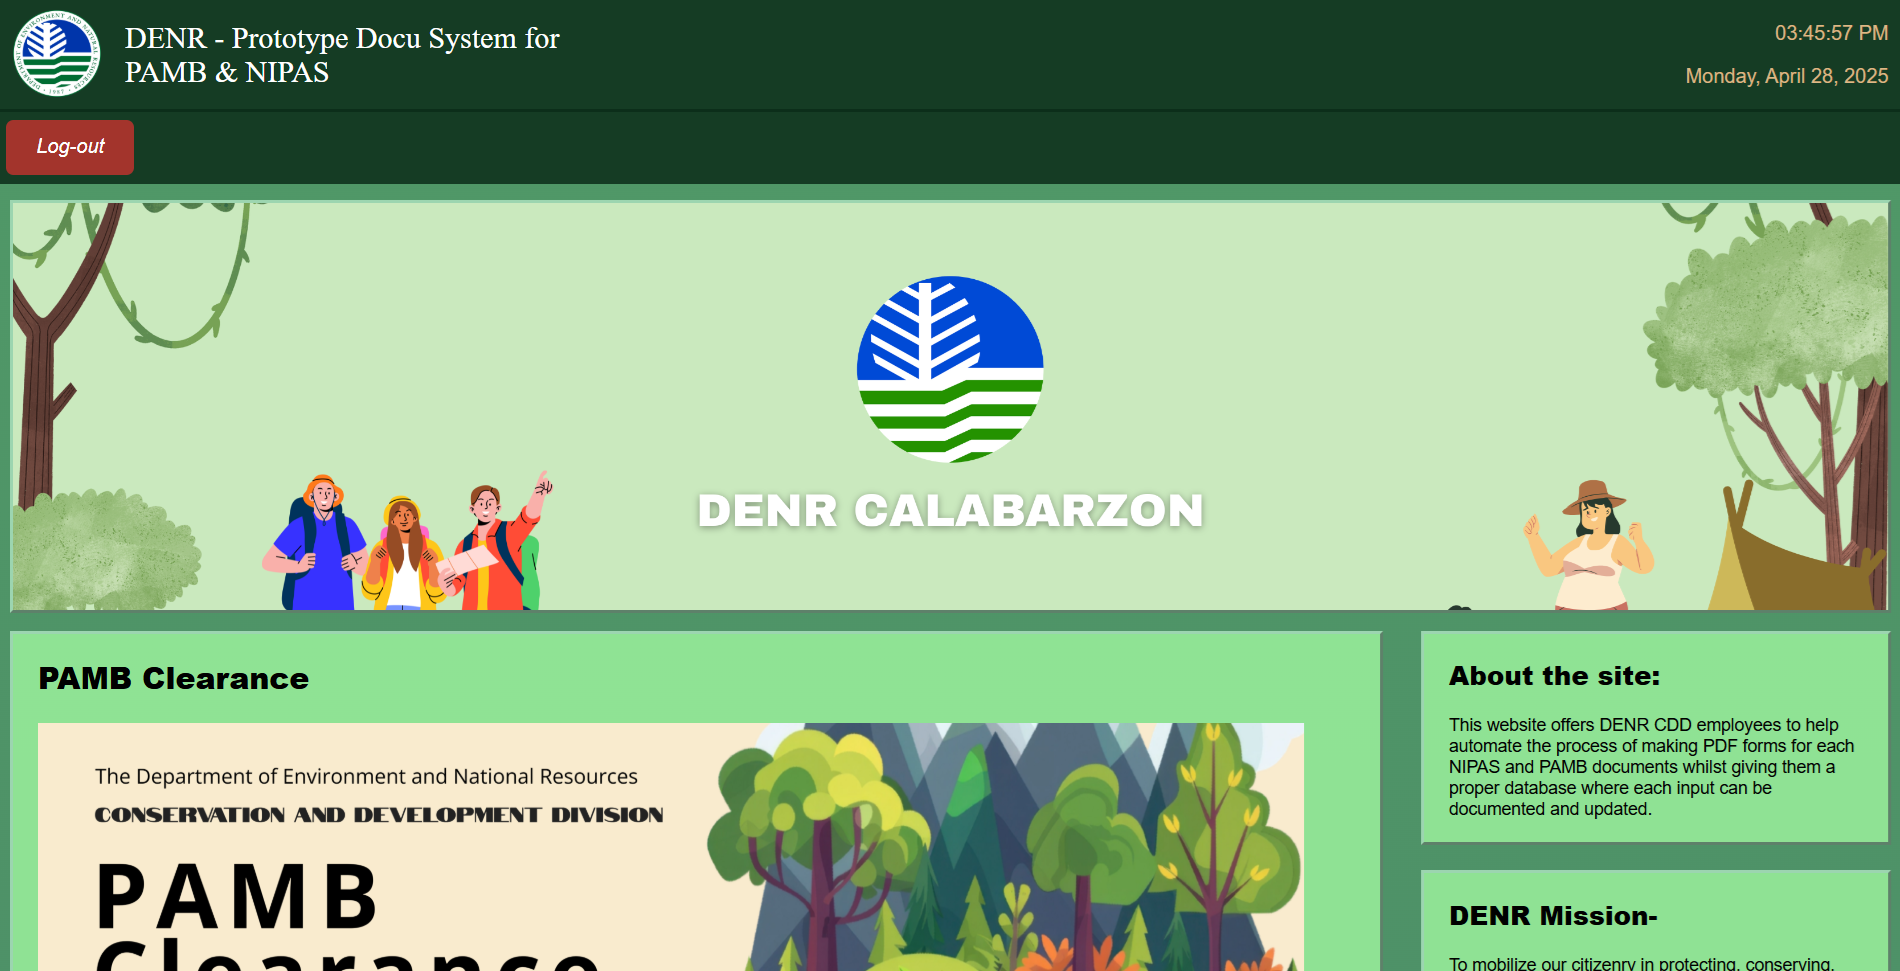 DENR - Prototype Docu System for
PAMB & NIPAS
03:45:57 PM
Monday, April 28, 2025
Log-out
DENR CALABARZON
PAMB Clearance
The Department of Environment and National Resources
CONSERVATION AND DEVELOPMENT DIVISION
PAMB
Clearance
About the site:
This website offers DENR CDD employees to help
automate the process of making PDF forms for each
NIPAS and PAMB documents whilst giving them a
proper database where each input can be
documented and updated.
DENR Mission-
To mobilize our citizenry in protecting, conserving,